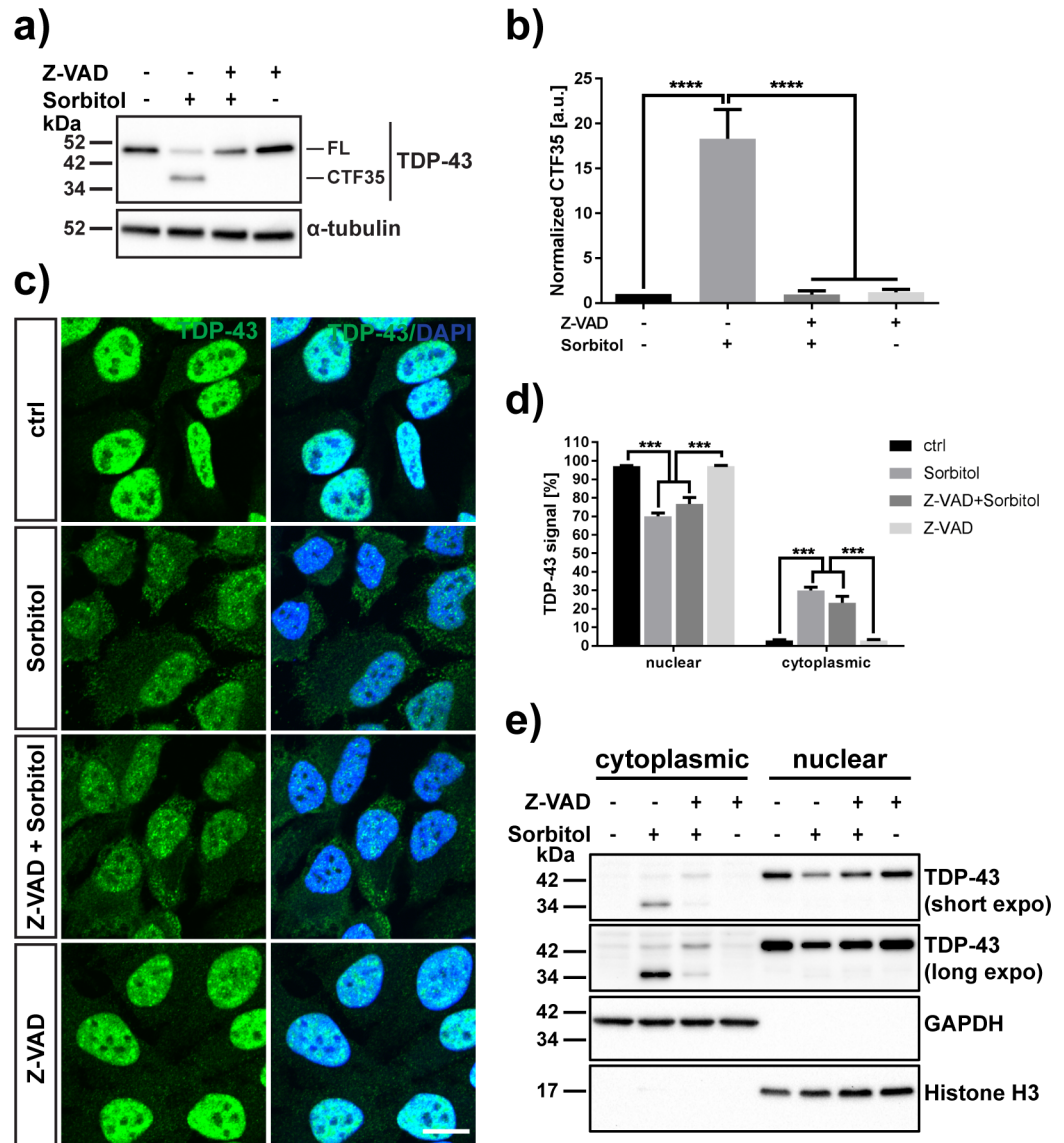 a)
Z-VAD - - + +
Sorbitol - + + -
kDa
52
42
34
FL
CTF35
TDP-43
52
α-tubulin
b)
Normalized CTF35 [a.u.]
25
20
15
10
5
0
**** ****
Z-VAD - - + +
Sorbitol - + + -
c)
TDP-43 TDP-43/DAPI
ctrl
Sorbitol
Z-VAD + Sorbitol
Z-VAD
d)
TDP-43 signal [%]
110
100
90
80
70
60
50
40
30
20
10
0
*** ***
*** ***
nuclear cytoplasmic
ctrl
Sorbitol
Z-VAD+Sorbitol
Z-VAD
e)
cytoplasmic nuclear
Z-VAD - - + + - - + +
Sorbitol - + + - - + + -
kDa
42
34
TDP-43
(short expo)
42
34
TDP-43
(long expo)
42
34
GAPDH
17
Histone H3